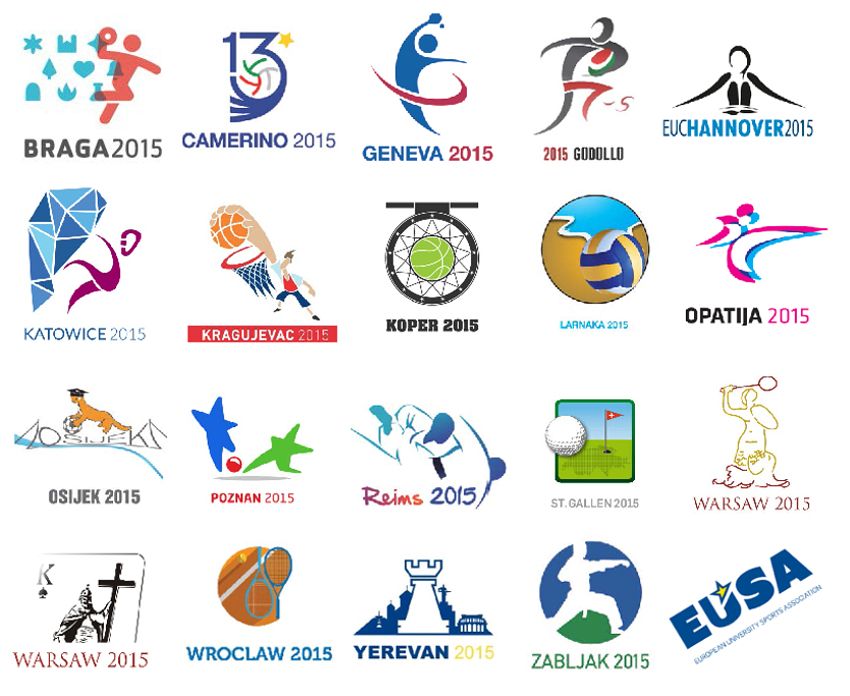 BRAGA2015
13
CAMERINO 2015
GENEVA 2015
7-5
2015 GODOLLO
EUCHANNOVER2015
KATOWICE 2015
KRAGUJEVAC 2015
KOPER 2015
LARNAKA 2015
OPATIJA 2015
OSIJEK
OSIJEK 2015
POZNAN 2015
Reims 2015
ST.GALLEN 2015
WARSAW 2015
K
WARSAW 2015
WROCLAW 2015
YEREVAN 2015
ZABLJAK 2015
EUSA
EUROPEAN UNIVERSITY SPORTS ASSOCIATION